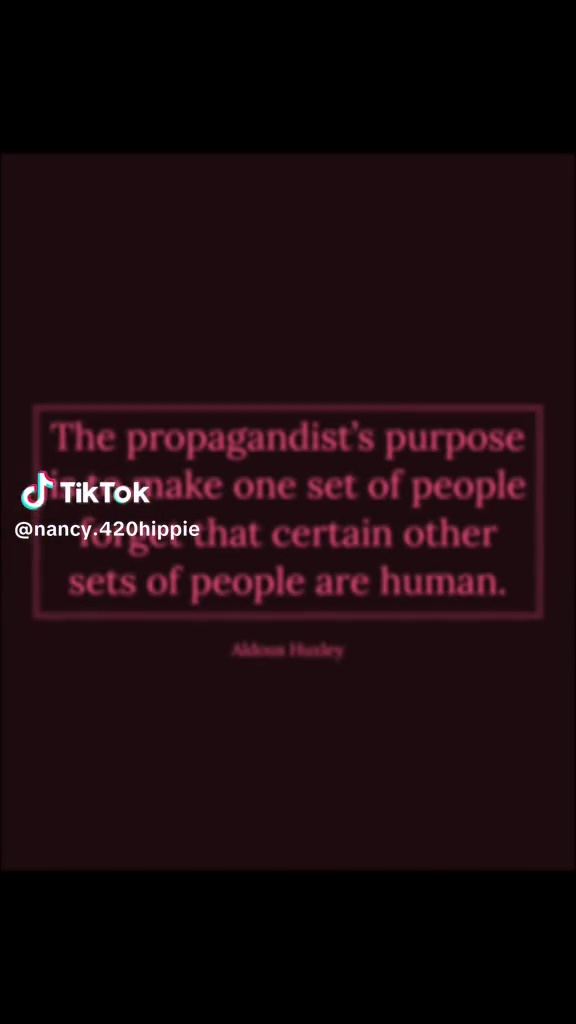 The propagandist's purpose
make one set of people
TikTok
@nancy.420hippie
forget that certain other
sets of people are human.
Aldous Huxley